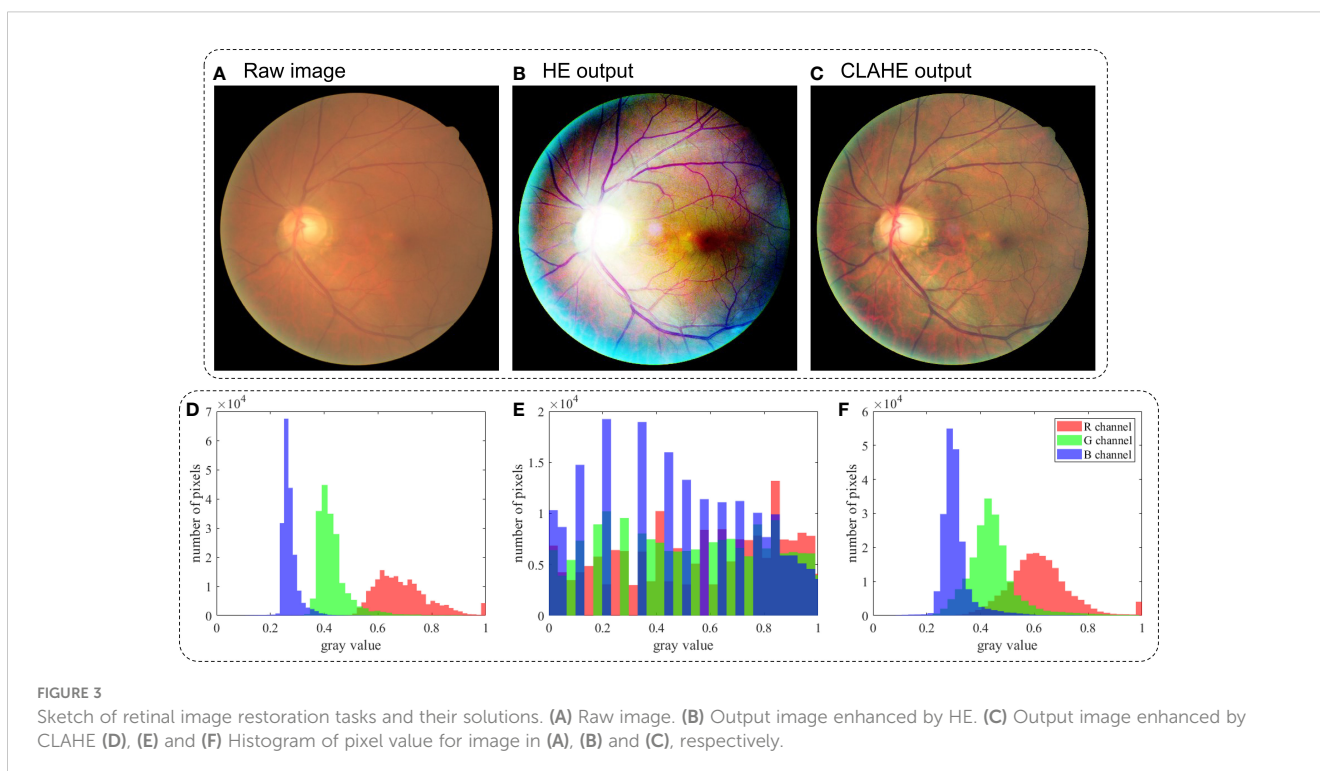 A Raw image
B HE output
C CLAHE output
D
×10⁴
7
6
5
4
3
2
1
0
number of pixels
0 0.2 0.4 0.6 0.8 1
gray value
E
×10⁴
2
1.5
1
0.5
0
number of pixels
0 0.2 0.4 0.6 0.8 1
gray value
F
×10⁴
6
5
4
3
2
1
0
number of pixels
0 0.2 0.4 0.6 0.8 1
gray value
R channel
G channel
B channel
FIGURE 3
Sketch of retinal image restoration tasks and their solutions. (A) Raw image. (B) Output image enhanced by HE. (C) Output image enhanced by
CLAHE (D), (E) and (F) Histogram of pixel value for image in (A), (B) and (C), respectively.